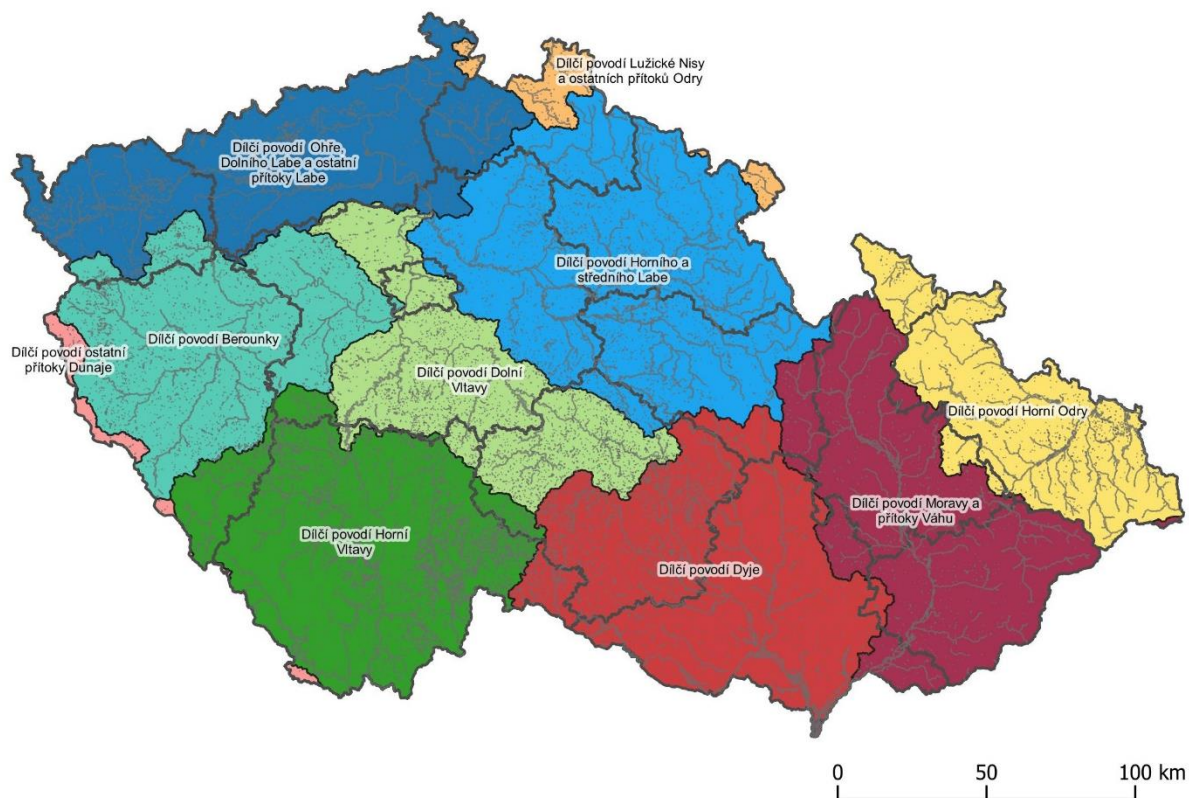 Dílčí povodí Lužické Nisy
a ostatních přítoků Odry
Dílčí povodí Ohře,
Dolního Labe a ostatní
přítoky Labe
Dílčí povodí Horního a
středního Labe
Dílčí povodí Berounky
Dílčí povodí ostatní
přítoky Dunaje
Dílčí povodí Dolní
Vltavy
Dílčí povodí Horní Odry
Dílčí povodí Moravy a
přítoky Váhu
Dílčí povodí Horní
Vltavy
Dílčí povodí Dyje
0 50 100 km